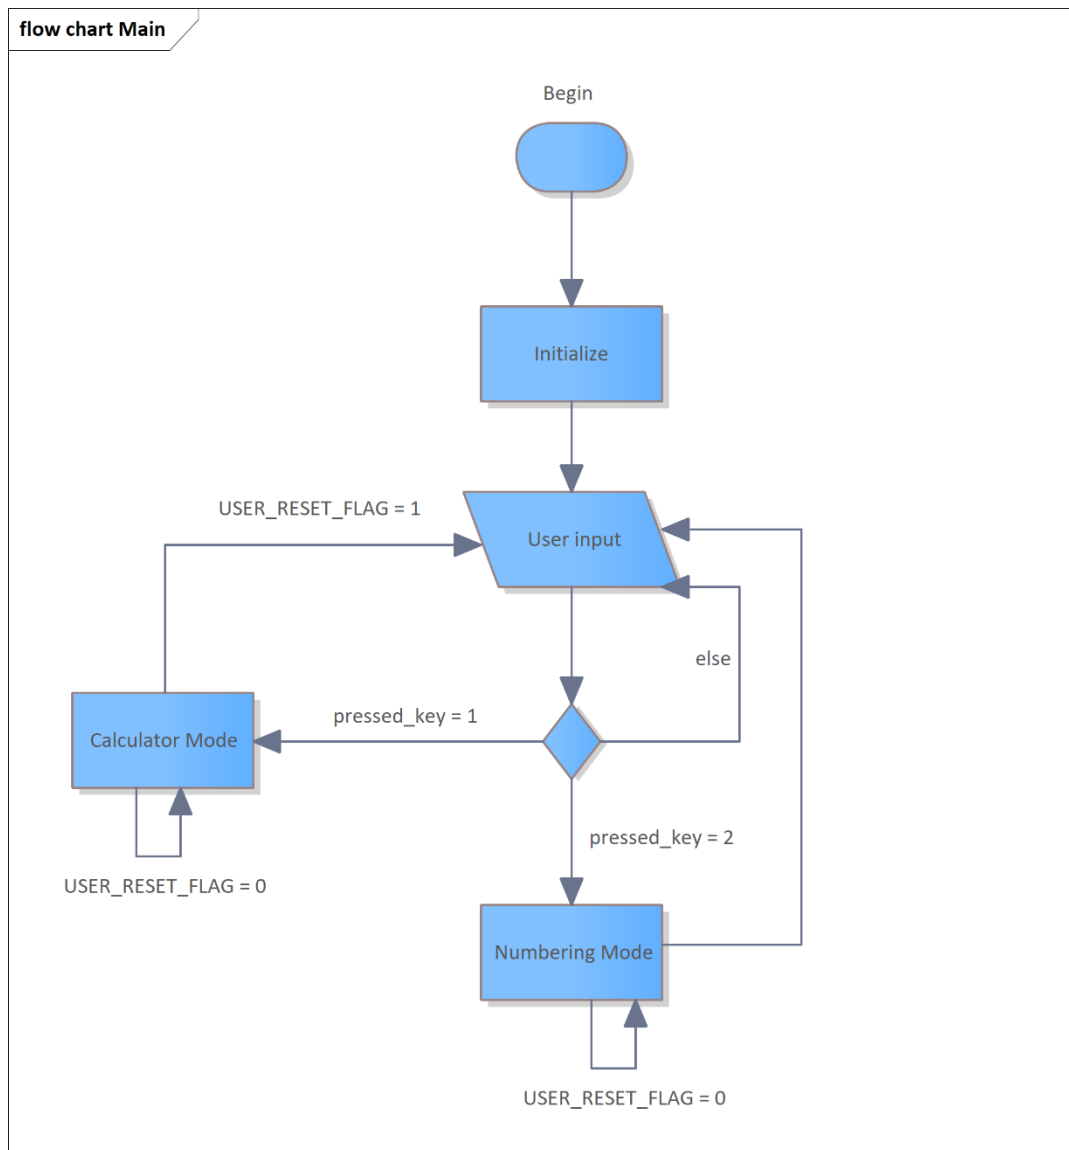 flow chart Main
Begin
Initialize
USER_RESET_FLAG = 1
User input
else
pressed_key = 1
Calculator Mode
pressed_key = 2
USER_RESET_FLAG = 0
Numbering Mode
USER_RESET_FLAG = 0